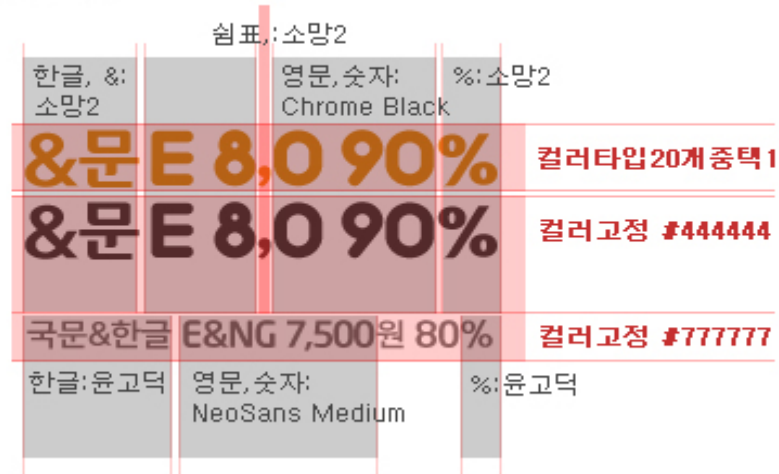 쉼표,:소망2
한글, &: 영문,숫자: %:소망2
소망2 Chrome Black
&문E 8,0 90% 컬러타입20개중택1
&문E 8,0 90% 컬러고정 #444444
국문&한글 E&NG 7,500원 80% 컬러고정 #777777
한글:윤고덕 영문,숫자: %:윤고덕
NeoSans Medium